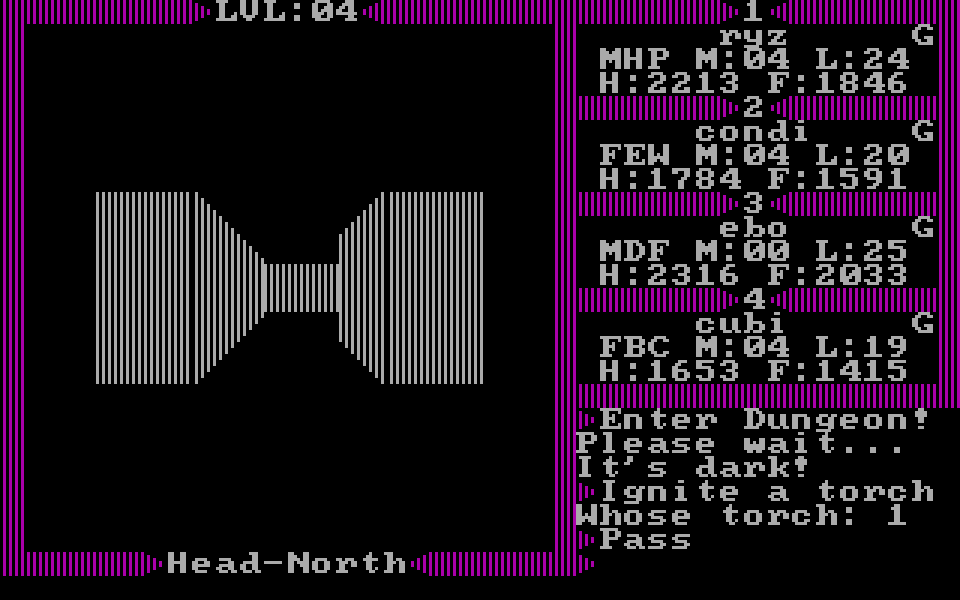 LVL:04
Head-North
1
ryz G
MHP M:04 L:24
H:2213 F:1846
2
condi G
FEW M:04 L:20
H:1784 F:1591
3
ebo G
MDF M:00 L:25
H:2316 F:2033
4
cubi G
FBC M:04 L:19
H:1653 F:1415
Enter Dungeon!
Please wait...
It's dark!
Ignite a torch
Whose torch: 1
Pass